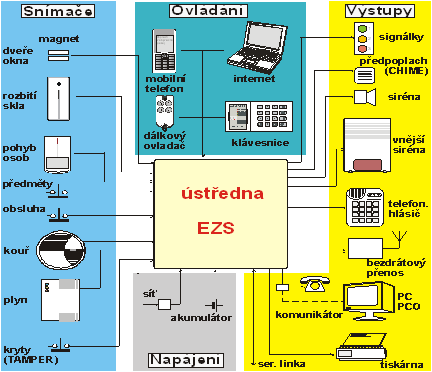 Snímače
Ovládání
Výstupy
magnet
dveře
okna
rozbití
skla
pohyb
osob
předměty
obsluha
kouř
plyn
kryty
(TAMPER)
mobilní
telefon
internet
dálkový
ovladač
klávesnice
ústředna
EZS
síť
akumulátor
Napájení
signálky
předpoplach
(CHIME)
siréna
vnější
siréna
telefon.
hlásič
bezdrátový
přenos
komunikátor
PC
PCO
ser. linka
tiskárna